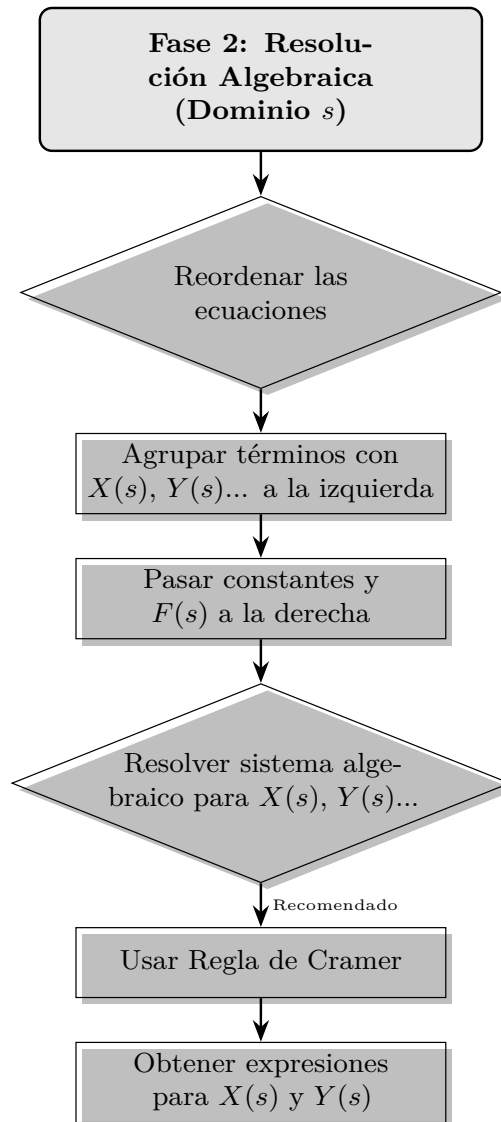 Fase 2: Resolu-
ción Algebraica
(Dominio s)
Reordenar las
ecuaciones
Agrupar términos con
X(s), Y(s)... a la izquierda
Pasar constantes y
F(s) a la derecha
Resolver sistema alge-
braico para X(s), Y(s)...
Recomendado
Usar Regla de Cramer
Obtener expresiones
para X(s) y Y(s)